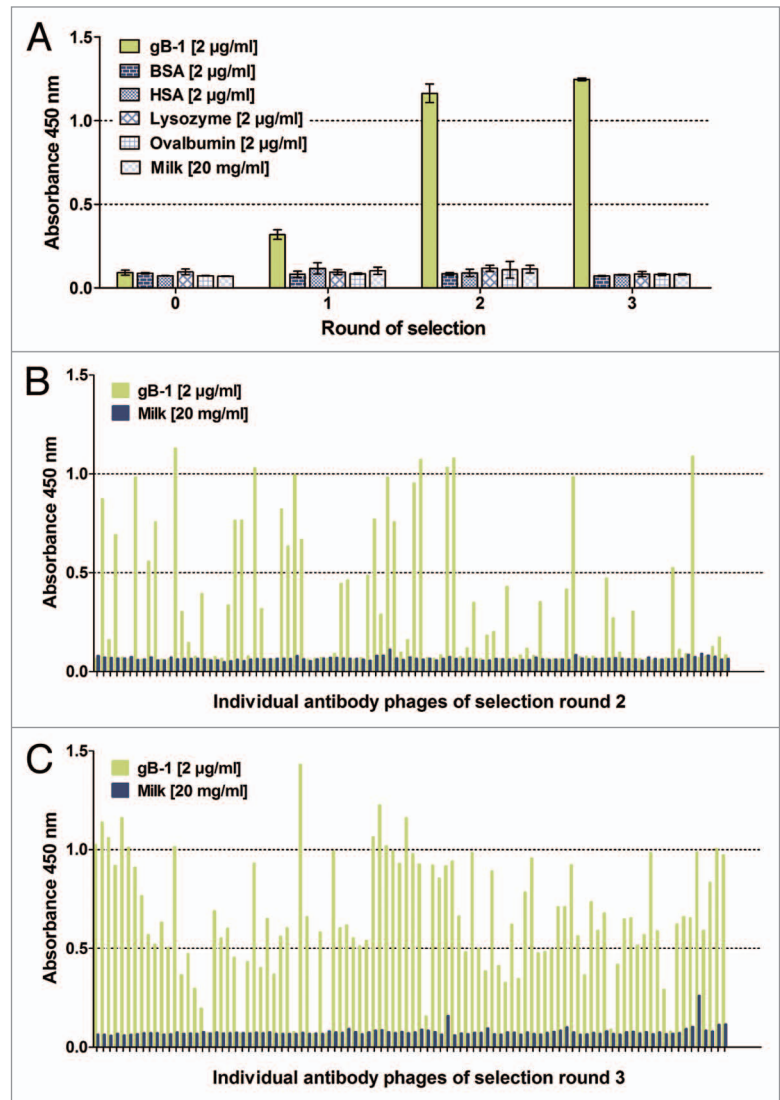 A
1.5
1.0
0.5
0.0
Absorbance 450 nm
gB-1 [2 µg/ml]
BSA [2 µg/ml]
HSA [2 µg/ml]
Lysozyme [2 µg/ml]
Ovalbumin [2 µg/ml]
Milk [20 mg/ml]
0 1 2 3
Round of selection
B
1.5
1.0
0.5
0.0
Absorbance 450 nm
gB-1 [2 µg/ml]
Milk [20 mg/ml]
Individual antibody phages of selection round 2
C
1.5
1.0
0.5
0.0
Absorbance 450 nm
gB-1 [2 µg/ml]
Milk [20 mg/ml]
Individual antibody phages of selection round 3